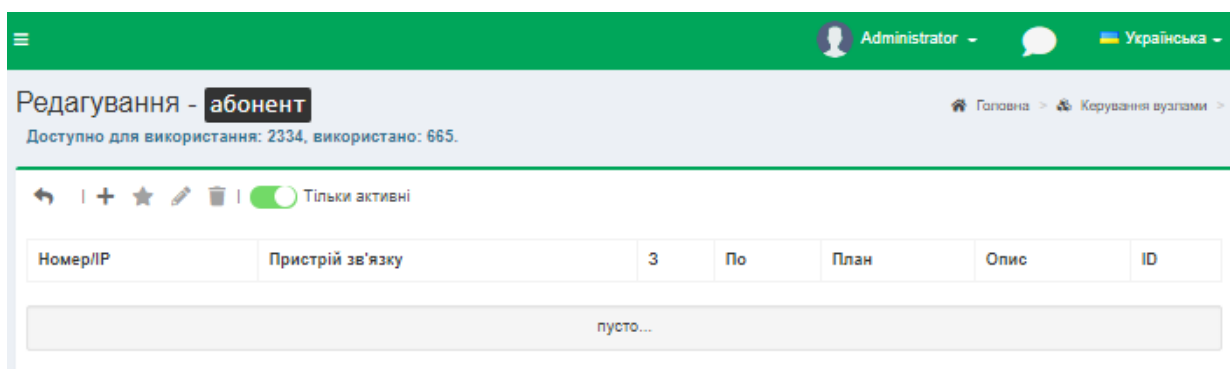 Administrator
Українська
Редагування - абонент
Головна > Керування вузлами >
Доступно для використання: 2334, використано: 665.
Тільки активні
Номер/IP Пристрій зв'язку З По План Опис ID
пусто...